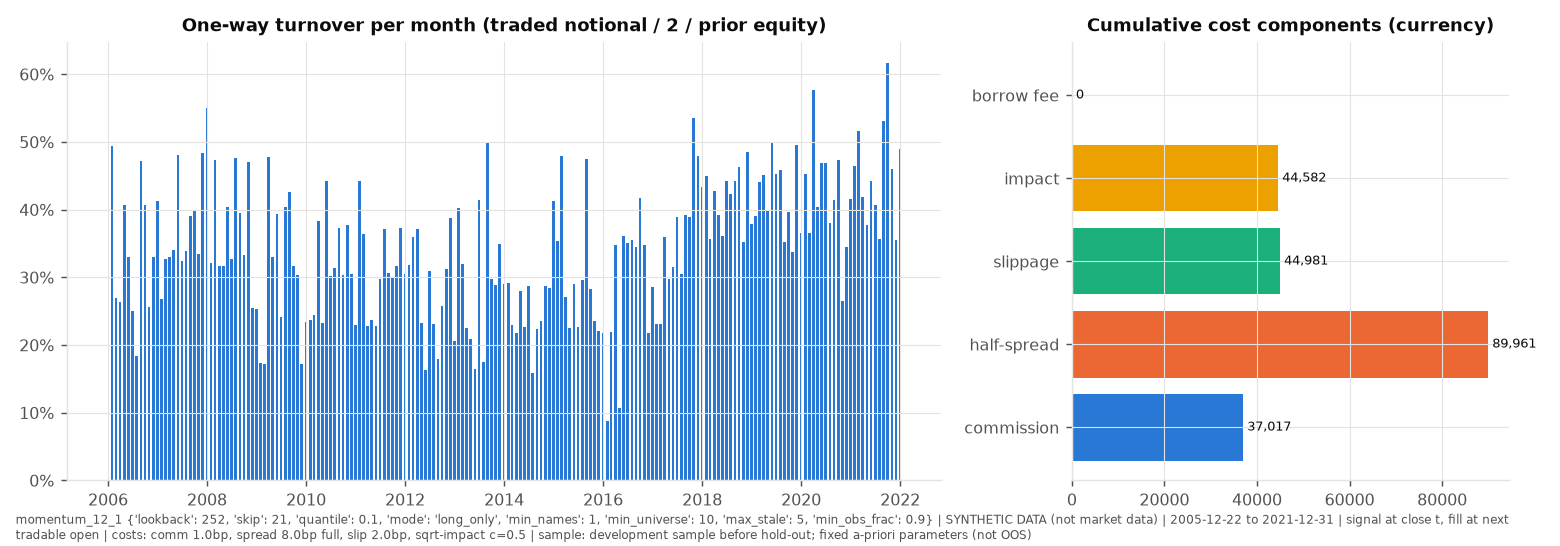 One-way turnover per month (traded notional / 2 / prior equity)
60%
50%
40%
30%
20%
10%
0%
2006 2008 2010 2012 2014 2016 2018 2020 2022
Cumulative cost components (currency)
borrow fee 0
impact 44,582
slippage 44,981
half-spread 89,961
commission 37,017
0 20000 40000 60000 80000
momentum_12_1 {'lookback': 252, 'skip': 21, 'quantile': 0.1, 'mode': 'long_only', 'min_names': 1, 'min_universe': 10, 'max_stale': 5, 'min_obs_frac': 0.9} | SYNTHETIC DATA (not market data) | 2005-12-22 to 2021-12-31 | signal at close t, fill at next
tradable open | costs: comm 1.0bp, spread 8.0bp full, slip 2.0bp, sqrt-impact c=0.5 | sample: development sample before hold-out; fixed a-priori parameters (not OOS)